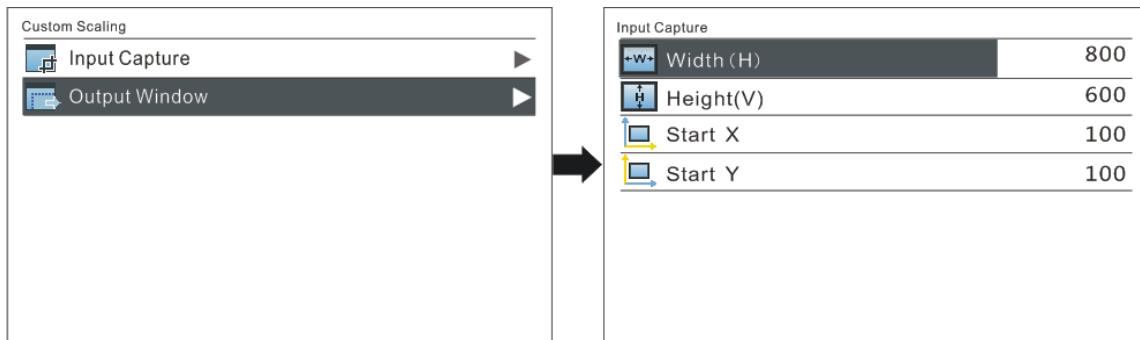 Custom Scaling
Input Capture
Output Window
Input Capture
W
Width(H) 800
H
Height(V) 600
Start X 100
Start Y 100